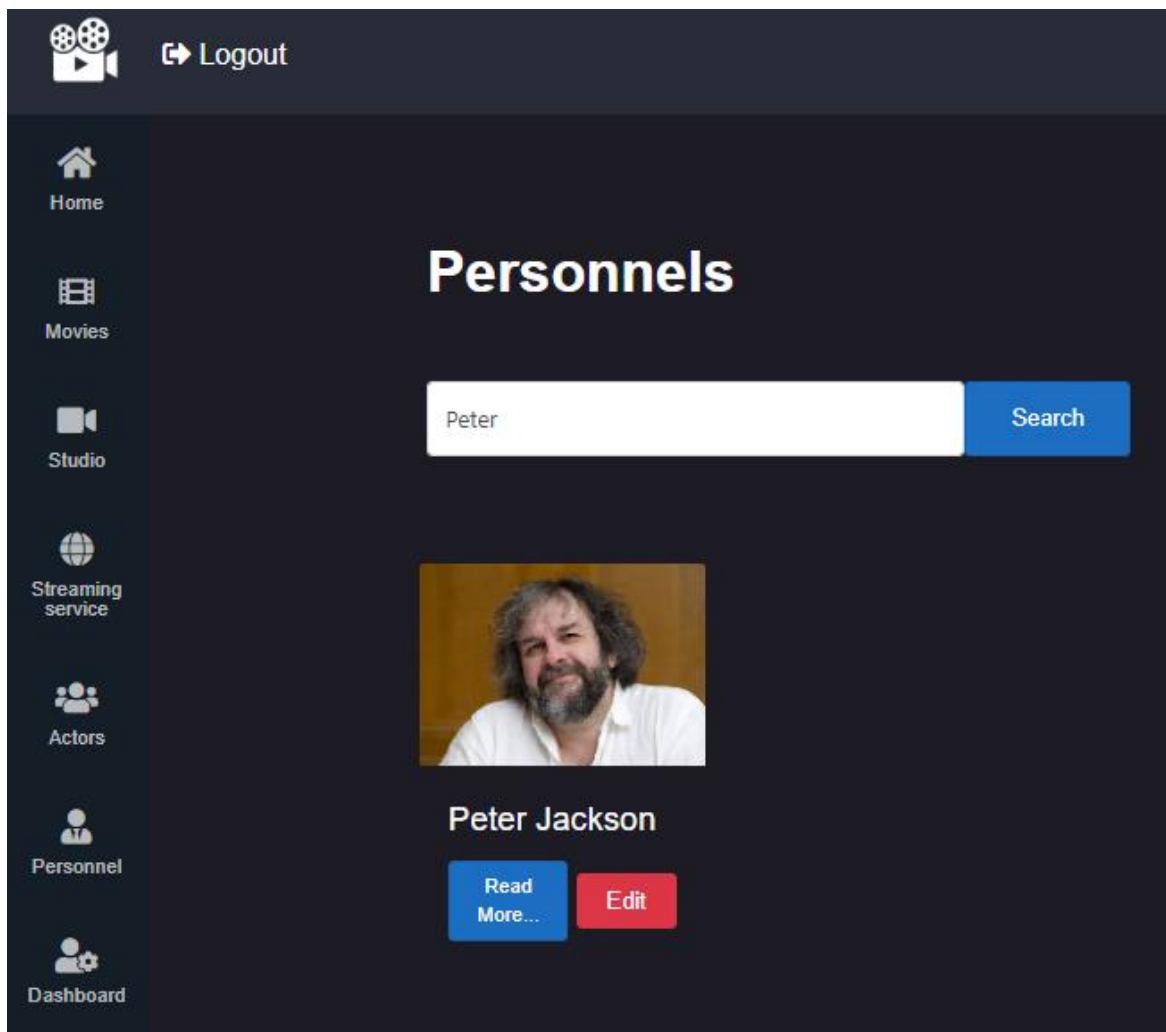 Logout
Home
Movies
Studio
Streaming
service
Actors
Personnel
Dashboard
Personnels
Peter
Search
Peter Jackson
Read
More...
Edit